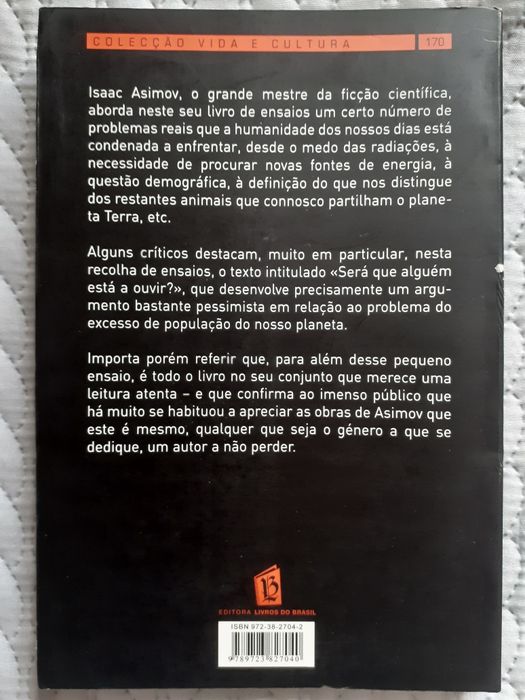 COLECÇÃO VIDA E CULTURA 170
Isaac Asimov, o grande mestre da ficção científica,
aborda neste seu livro de ensaios um certo número de
problemas reais que a humanidade dos nossos dias está
condenada a enfrentar, desde o medo das radiações, à
necessidade de procurar novas fontes de energia, à
questão demográfica, à definição do que nos distingue
dos restantes animais que connosco partilham o plane-
ta Terra, etc.
Alguns críticos destacam, muito em particular, nesta
recolha de ensaios, o texto intitulado «Será que alguém
está a ouvir?», que desenvolve precisamente um argu-
mento bastante pessimista em relação ao problema do
excesso de população do nosso planeta.
Importa porém referir que, para além desse pequeno
ensaio, é todo o livro no seu conjunto que merece uma
leitura atenta – e que confirma ao imenso público que
há muito se habituou a apreciar as obras de Asimov que
este é mesmo, qualquer que seja o género a que se
dedique, um autor a não perder.
EDITORA LIVROS DO BRASIL
ISBN 972-38-2704-2
9789723827040